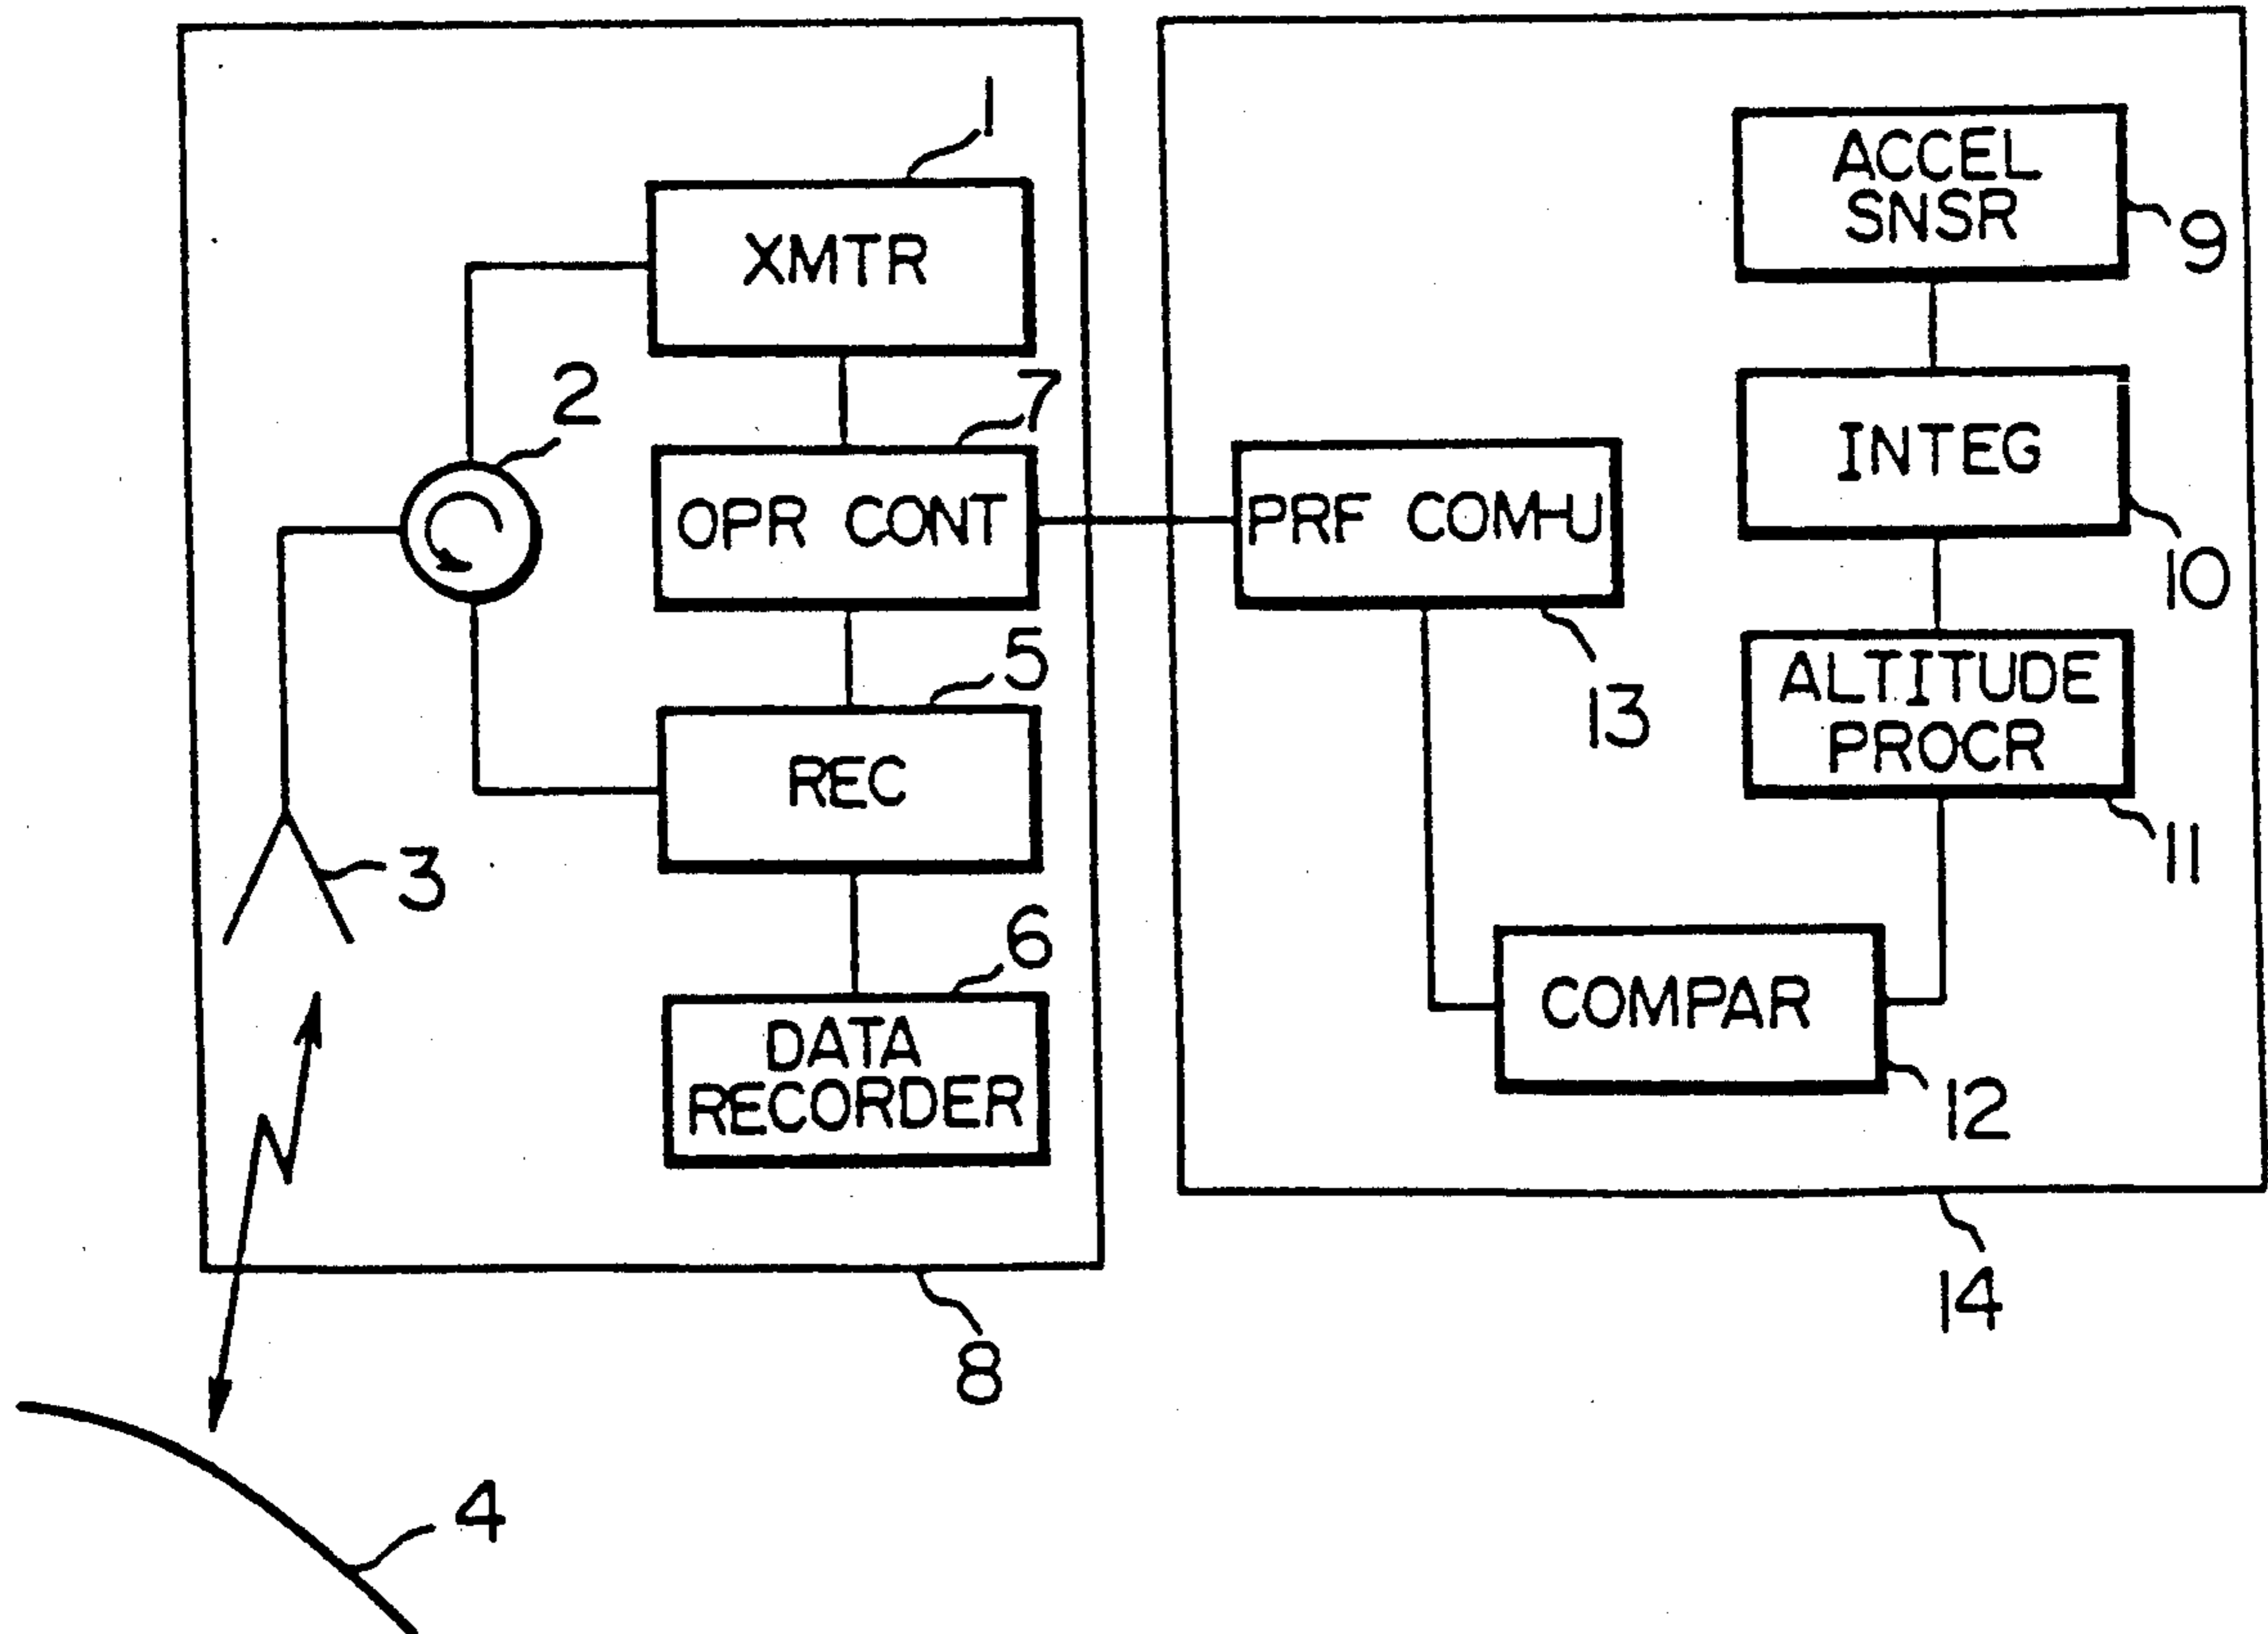 1
XMTR
2
7
OPR CONT
5
REC
3
6
DATA
RECORDER
8
4
ACCEL
SNSR
9
INTEG
10
PRF COM-U
13
ALTITUDE
PROCR
11
COMPAR
12
14